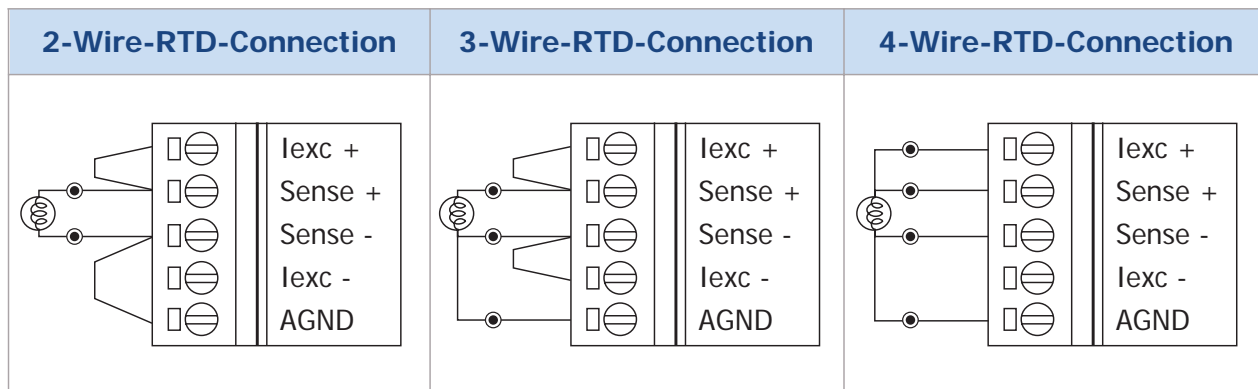 2-Wire-RTD-Connection
3-Wire-RTD-Connection
4-Wire-RTD-Connection
Iexc +
Sense +
Sense -
Iexc -
AGND
Iexc +
Sense +
Sense -
Iexc -
AGND
Iexc +
Sense +
Sense -
Iexc -
AGND